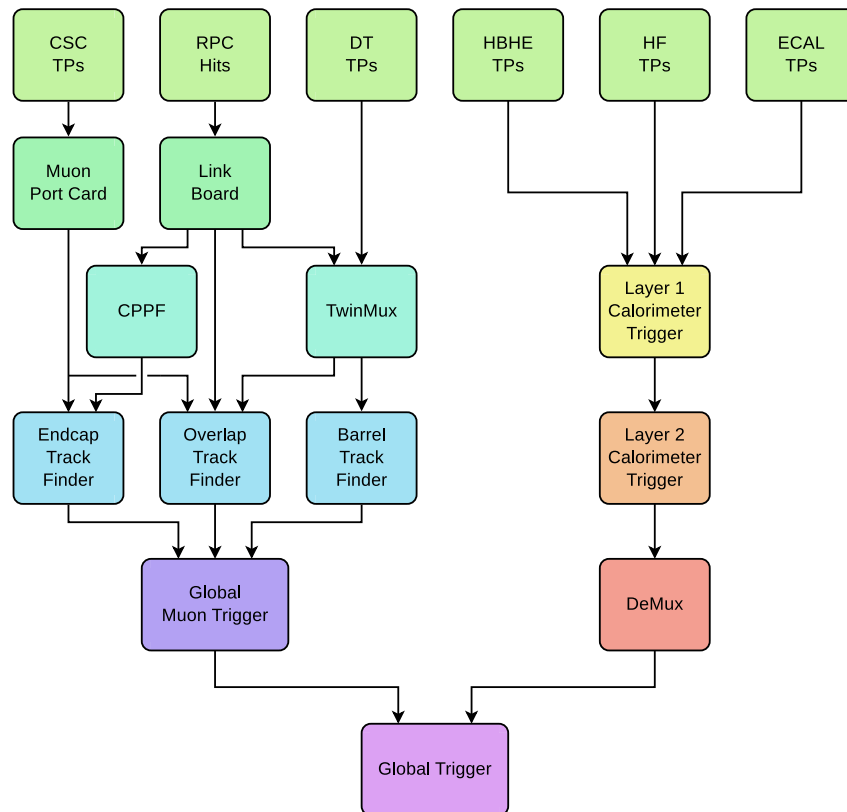 CSC
TPs
RPC
Hits
DT
TPs
HBHE
TPs
HF
TPs
ECAL
TPs
Muon
Port Card
Link
Board
CPPF
TwinMux
Layer 1
Calorimeter
Trigger
Endcap
Track
Finder
Overlap
Track
Finder
Barrel
Track
Finder
Layer 2
Calorimeter
Trigger
Global
Muon Trigger
DeMux
Global Trigger